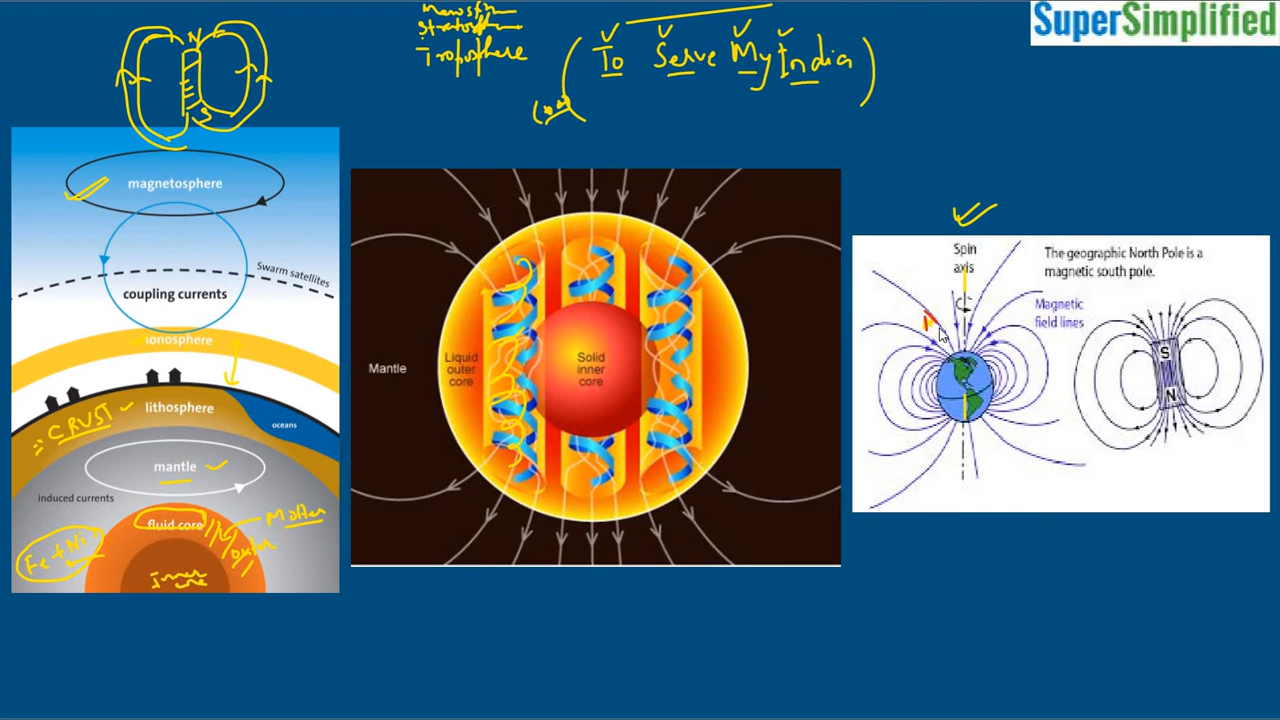 SuperSimplified
Stratosphere
Troposphere
(To Serve My India)
N
S
magnetosphere
Swarm satellites
coupling currents
ionosphere
lithosphere
CRUST
oceans
mantle
induced currents
fluid core
Molten
outer
Fe + Ni
Inner
Mantle
Liquid
outer
core
Solid
inner
core
Spin
axis
The geographic North Pole is a
magnetic south pole.
Magnetic
field lines
S
N